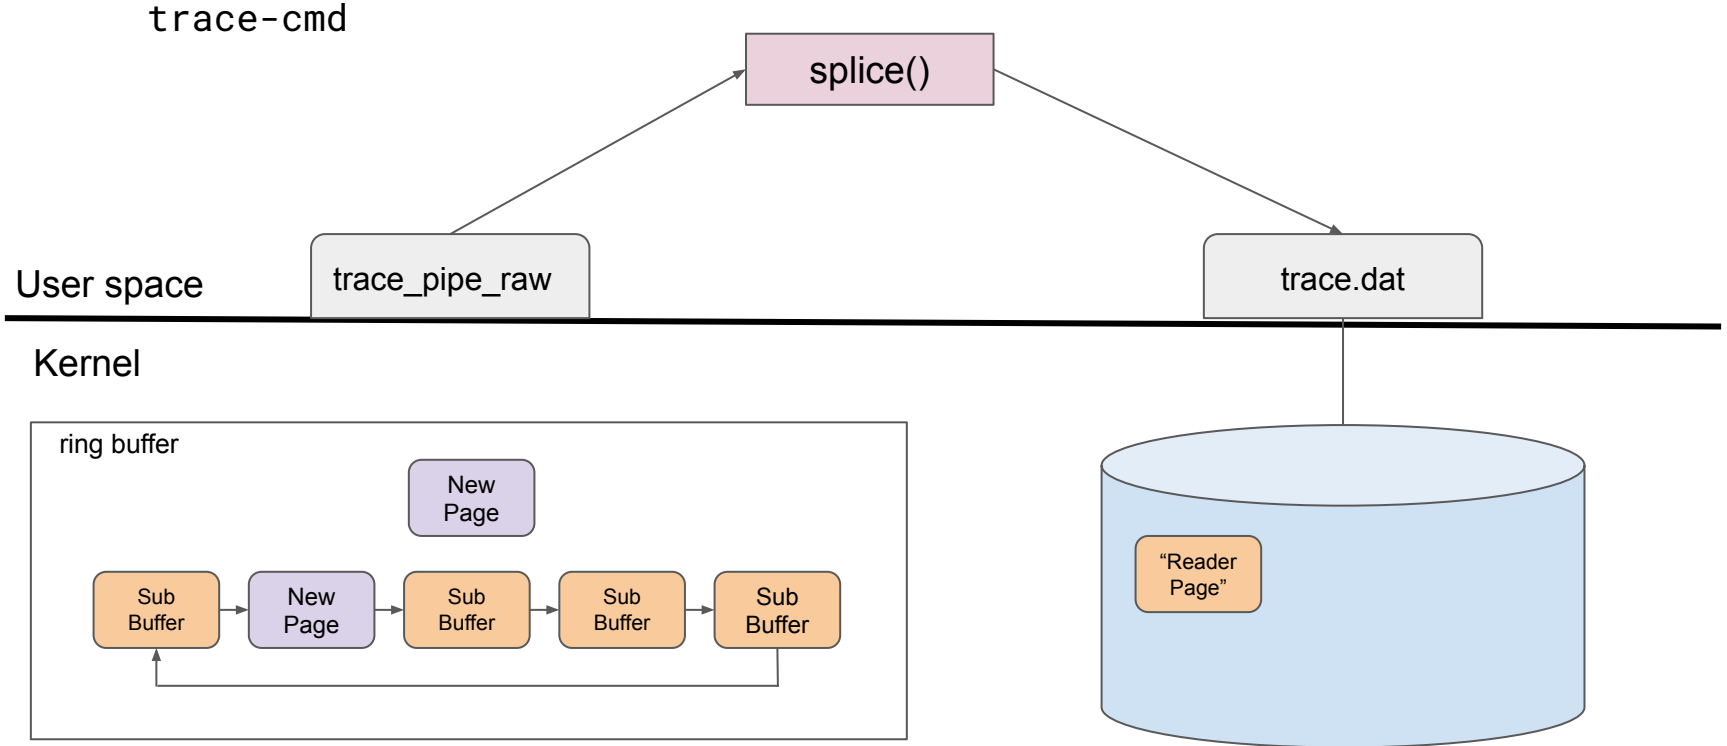 trace-cmd
splice()
trace_pipe_raw
trace.dat
User space
Kernel
ring buffer
New
Page
Sub
Buffer
New
Page
Sub
Buffer
Sub
Buffer
Sub
Buffer
“Reader
Page”